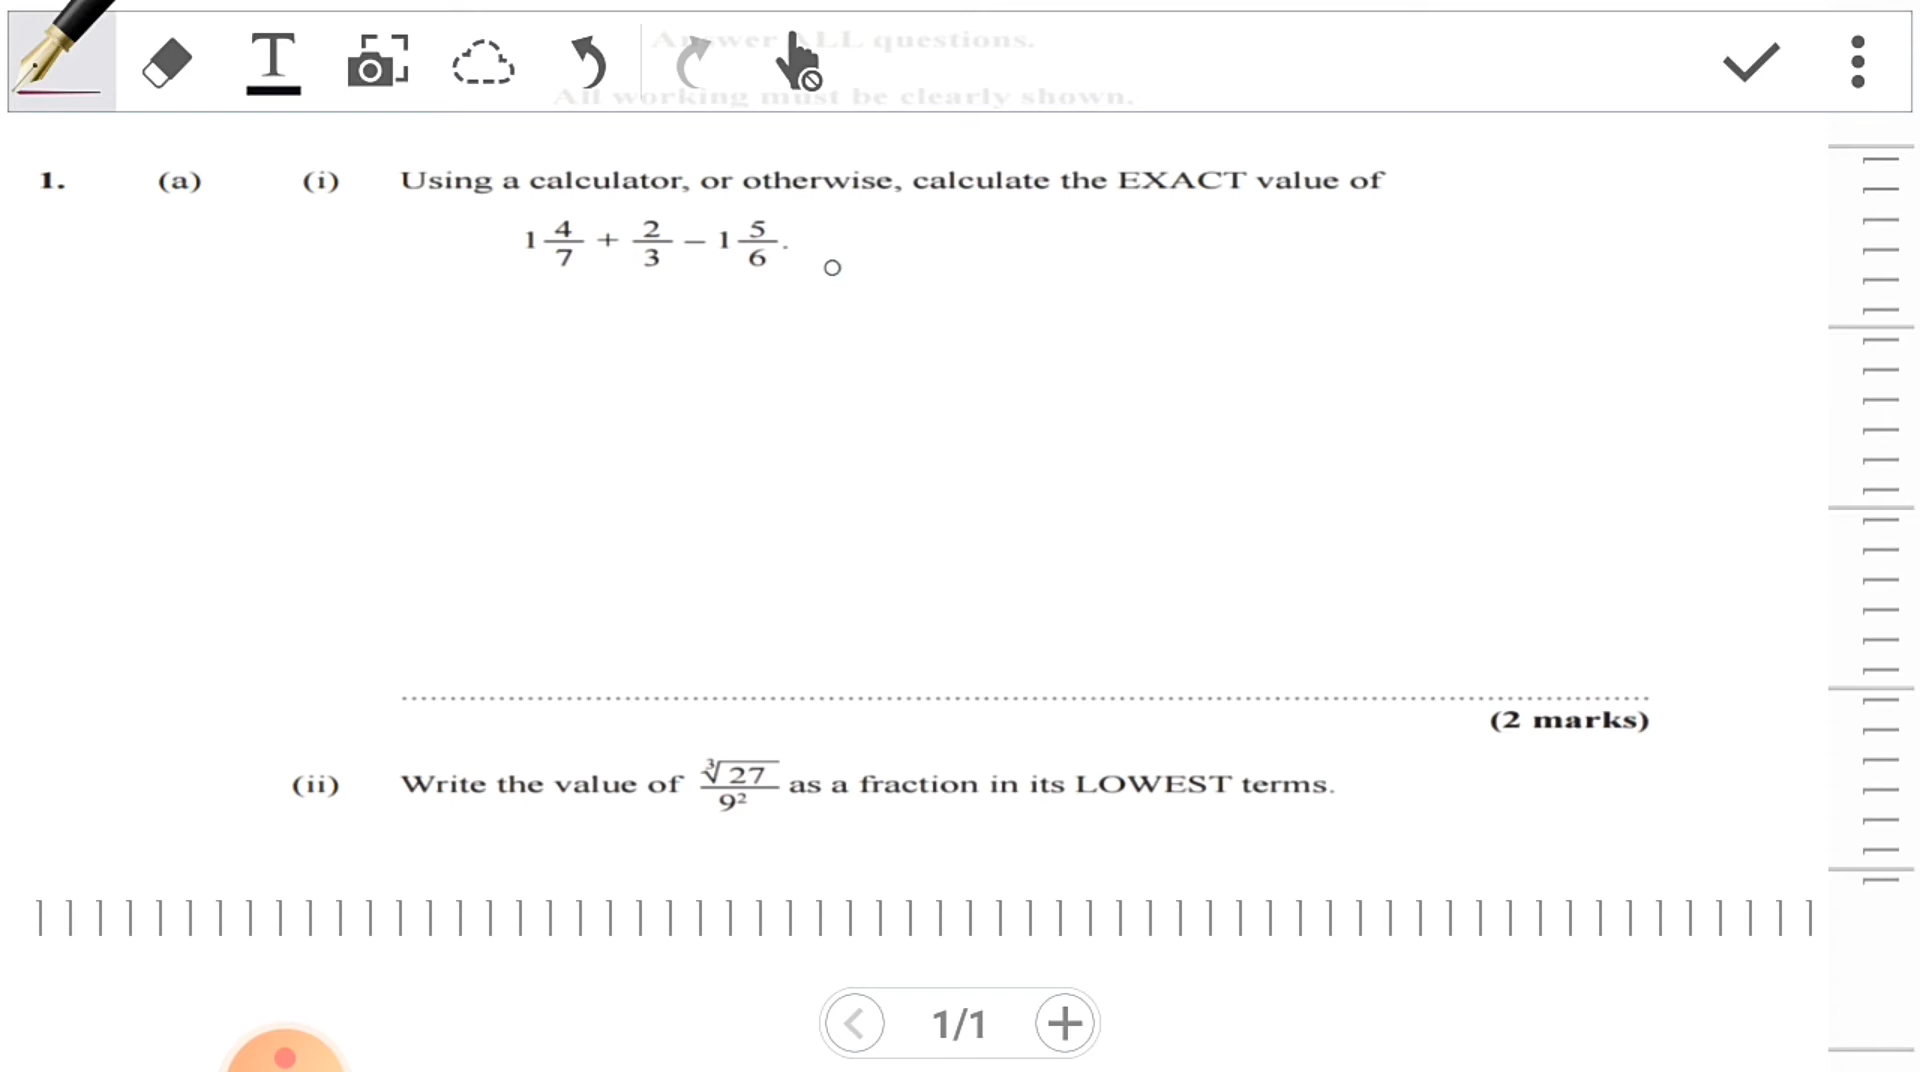 T
Answer ALL questions.
All working must be clearly shown.
1. (a) (i) Using a calculator, or otherwise, calculate the EXACT value of
1 4/7 + 2/3 − 1 5/6.
(2 marks)
(ii) Write the value of ∛27/9² as a fraction in its LOWEST terms.
1/1